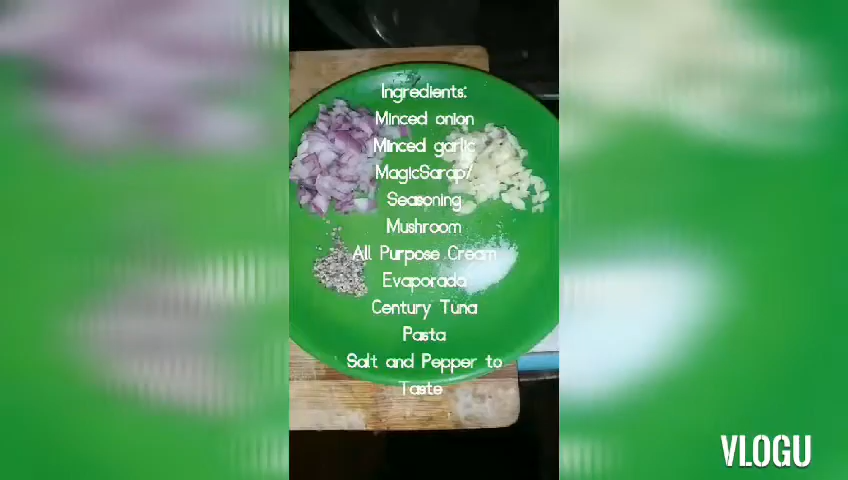 Ingredients:
Minced onion
Minced garlic
MagicSarap/
Seasoning
Mushroom
All Purpose Cream
Evaporada
Century Tuna
Pasta
Salt and Pepper to
Taste
VLOGU